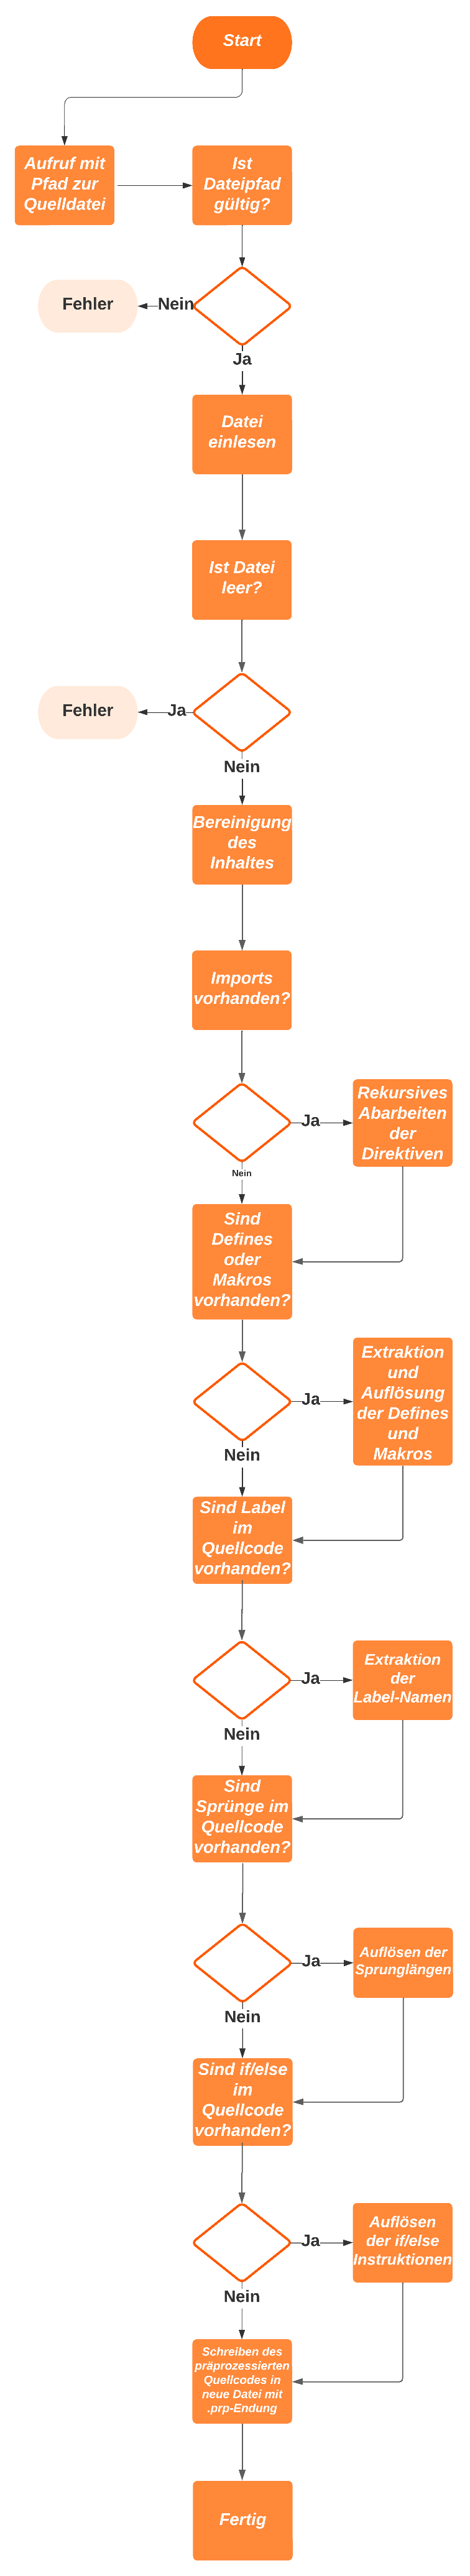 Start
Aufruf mit
Pfad zur
Quelldatei
Ist
Dateipfad
gültig?
Nein
Fehler
Ja
Datei
einlesen
Ist Datei
leer?
Ja
Fehler
Nein
Bereinigung
des
Inhaltes
Imports
vorhanden?
Ja
Rekursives
Abarbeiten
der
Direktiven
Nein
Sind
Defines
oder
Makros
vorhanden?
Ja
Extraktion
und
Auflösung
der Defines
und
Makros
Nein
Sind Label
im
Quellcode
vorhanden?
Ja
Extraktion
der
Label-Namen
Nein
Sind
Sprünge im
Quellcode
vorhanden?
Ja
Auflösen der
Sprunglängen
Nein
Sind if/else
im
Quellcode
vorhanden?
Ja
Auflösen
der if/else
Instruktionen
Nein
Schreiben des
präprozessierten
Quellcodes in
neue Datei mit
.prp-Endung
Fertig